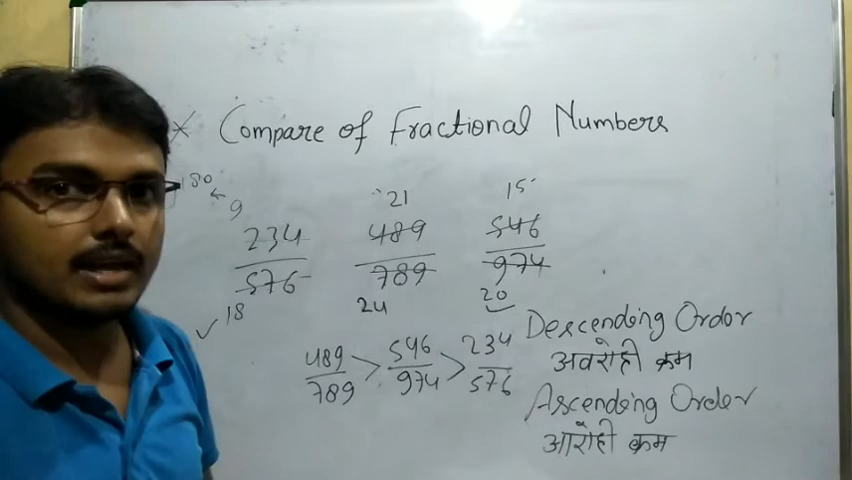 * Compare of Fractional Numbers
180 9 21 15
234 489 546
576 789 974
18 24 20
489/789 > 546/974 > 234/576
Descending Order
अवरोही क्रम
Ascending Order
आरोही क्रम